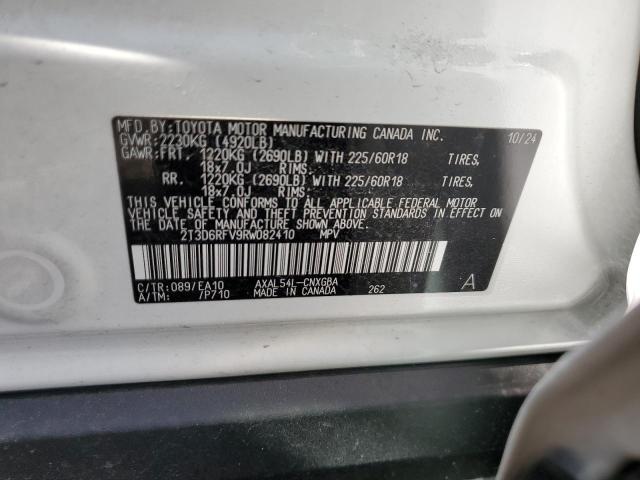 MFD. BY: TOYOTA MOTOR MANUFACTURING CANADA INC. 10/24
GVWR: 2230KG (4920LB)
GAWR: FRT. 1220KG (2690LB) WITH 225/60R18 TIRES,
18x7.0J RIMS.
RR. 1220KG (2690LB) WITH 225/60R18 TIRES,
18x7.0J RIMS.
THIS VEHICLE CONFORMS TO ALL APPLICABLE FEDERAL MOTOR
VEHICLE SAFETY AND THEFT PREVENTION STANDARDS IN EFFECT ON
THE DATE OF MANUFACTURE SHOWN ABOVE.
2T3D6RFV9RW082410 MPV
C/TR: 089/EA10 AXAL54L-CNXGBA
A/TM: /P710 MADE IN CANADA 262 A